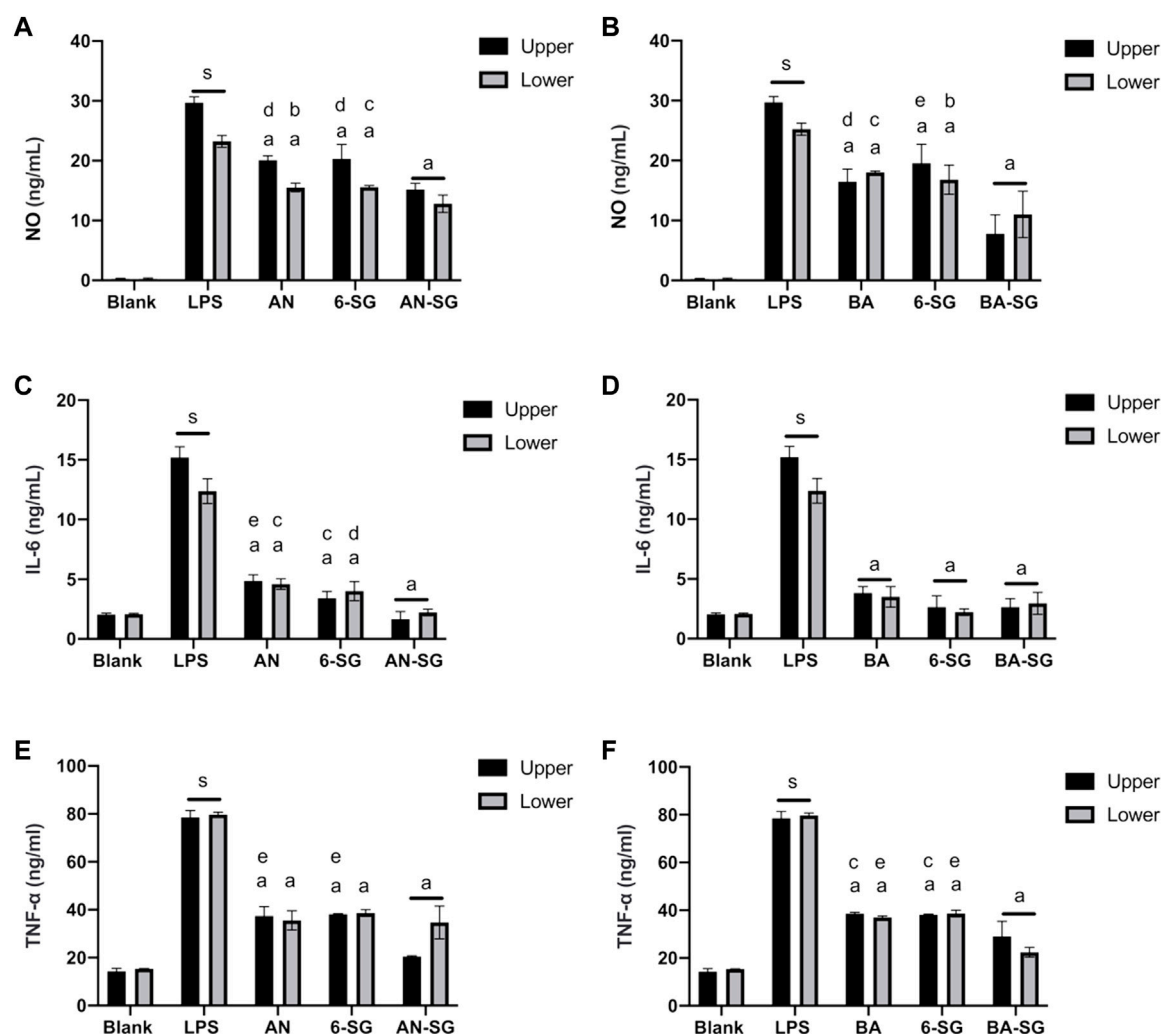 A
NO (ng/mL)
40
30
20
10
0
s
d b d c
a a a a
a
Blank LPS AN 6-SG AN-SG
Upper
Lower
B
NO (ng/mL)
40
30
20
10
0
s
d c e b
a a a a
a
Blank LPS BA 6-SG BA-SG
Upper
Lower
C
IL-6 (ng/mL)
20
15
10
5
0
s
e c c d
a a a a
a
Blank LPS AN 6-SG AN-SG
Upper
Lower
D
IL-6 (ng/mL)
20
15
10
5
0
s
a a a
Blank LPS BA 6-SG BA-SG
Upper
Lower
E
TNF-α (ng/ml)
100
80
60
40
20
0
s
e e
a a a a a
Blank LPS AN 6-SG AN-SG
Upper
Lower
F
TNF-α (ng/ml)
100
80
60
40
20
0
s
c e c e
a a a a
a
Blank LPS BA 6-SG BA-SG
Upper
Lower